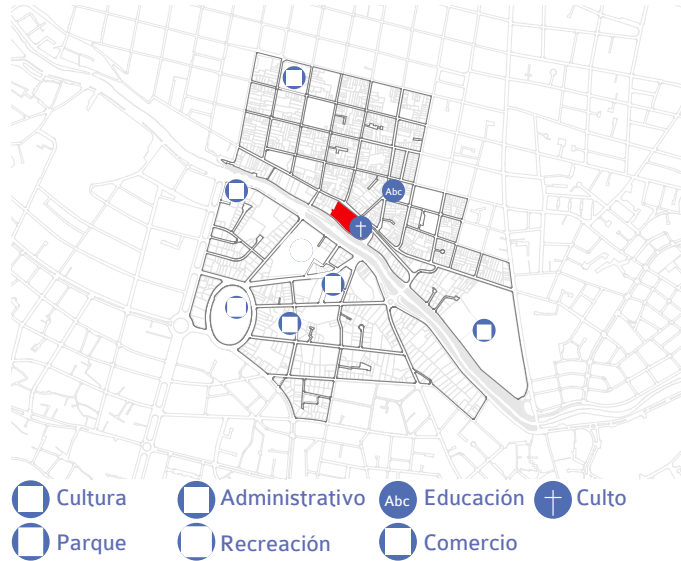 Abc
Cultura Administrativo Abc Educación Culto
Parque Recreación Comercio